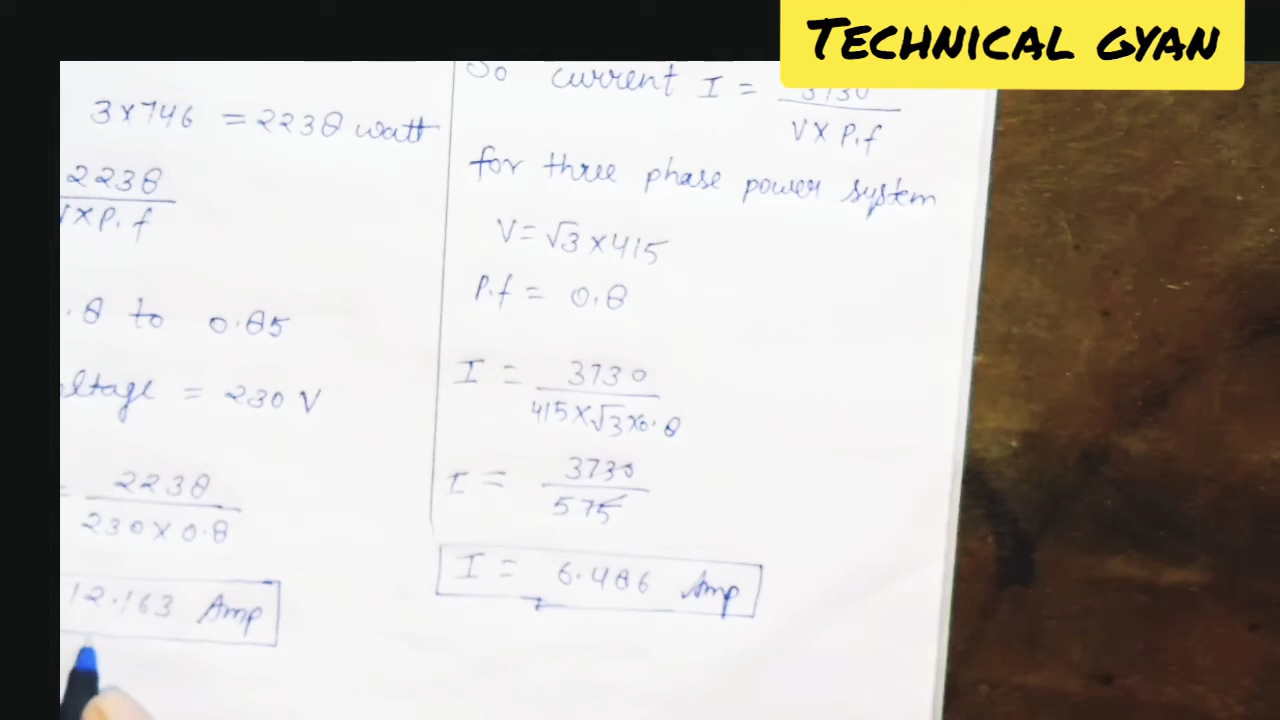 TECHNICAL GYAN
3 x 746 = 2238 watt
2238
V x P.f
.8 to 0.85
oltage = 230 V
= 2238
230 x 0.8
12.163 Amp
So current I = 3730
V x P.f
for three phase power system
V = √3 x 415
P.f = 0.8
I = 3730
415 x √3 x 0.8
I = 3730
575
I = 6.486 Amp